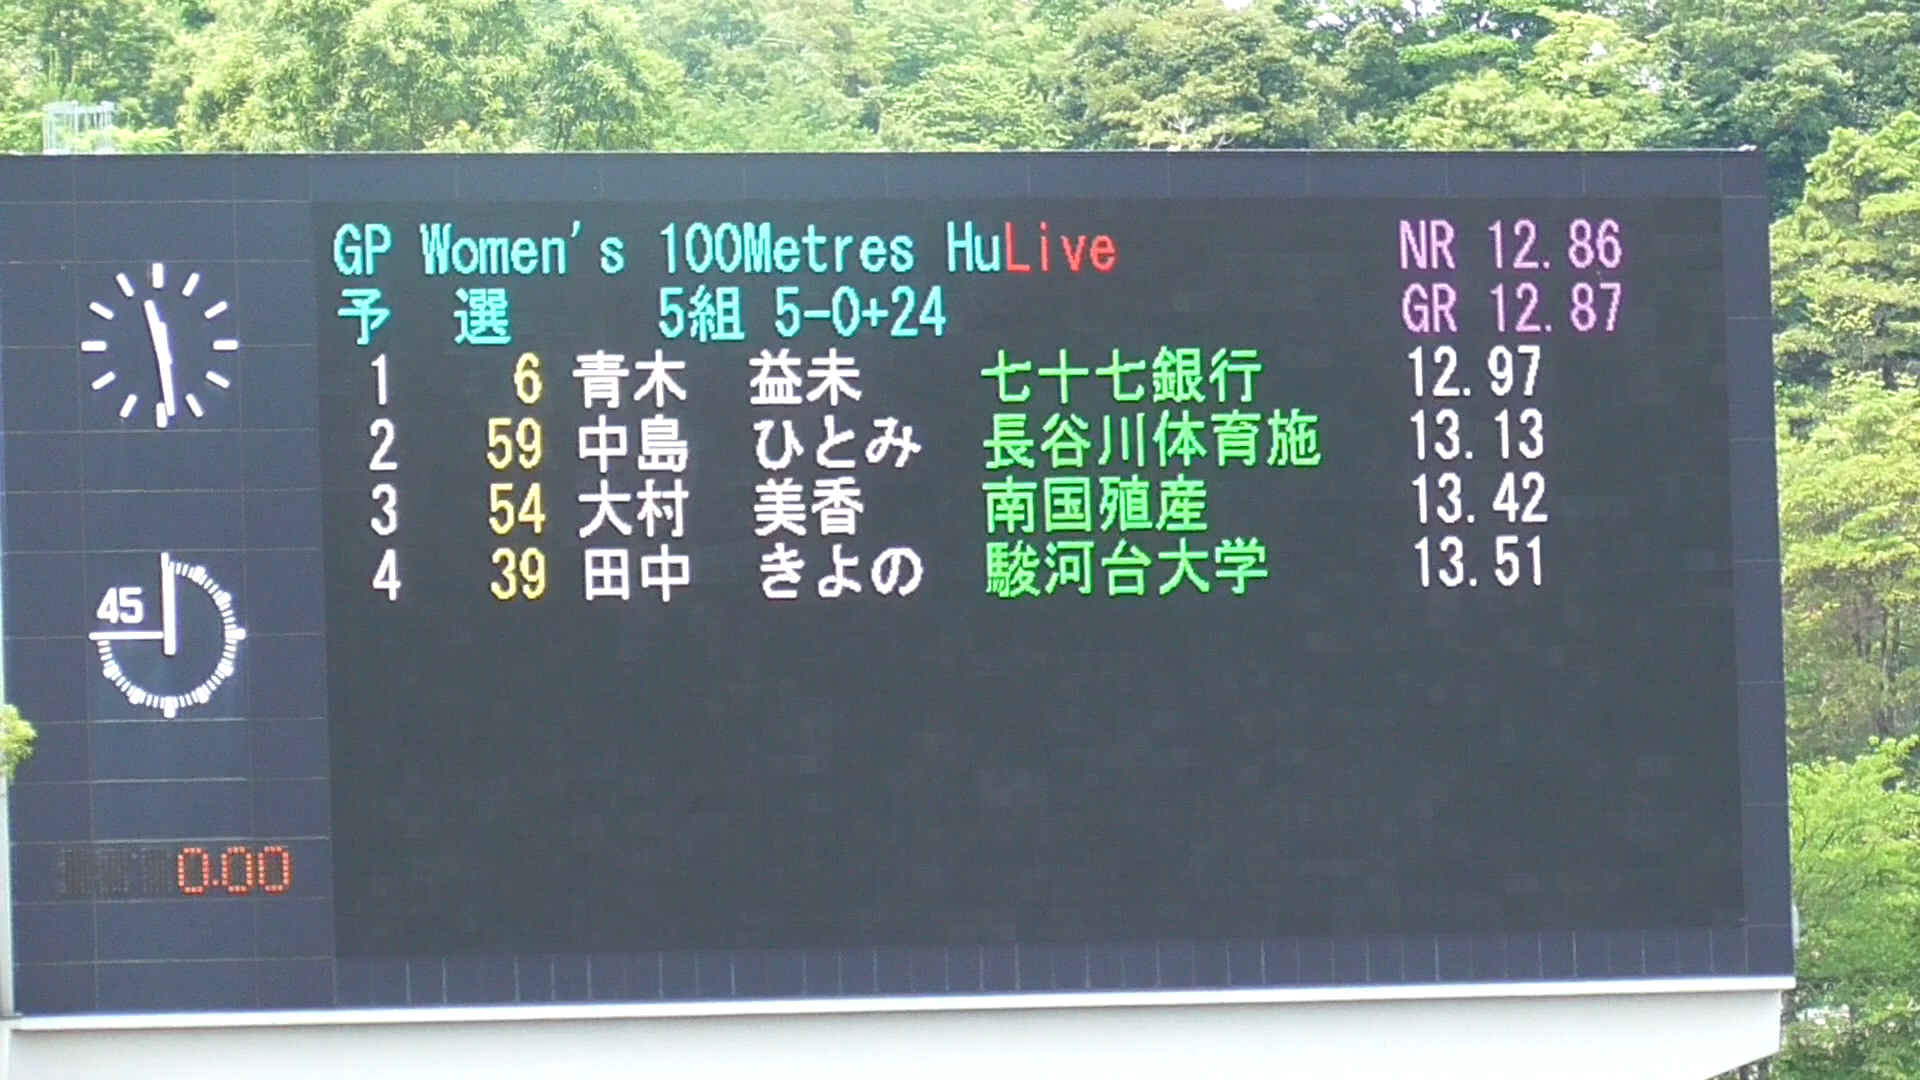 GP Women's 100Metres HuLive NR 12.86
予 選 5組 5-0+24 GR 12.87
1 6 青木 益未 七十七銀行 12.97
2 59 中島 ひとみ 長谷川体育施 13.13
3 54 大村 美香 南国殖産 13.42
4 39 田中 きよの 駿河台大学 13.51
45
0.00